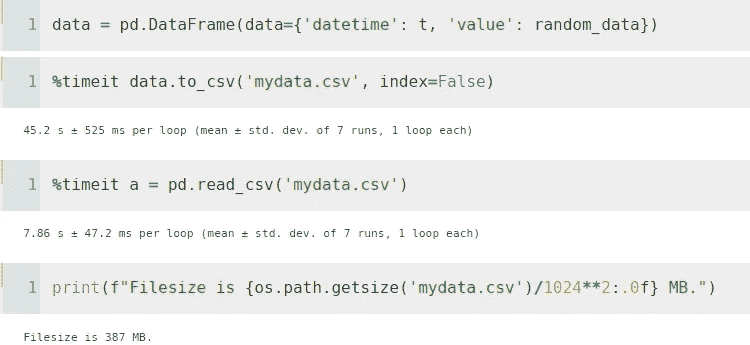 1 data = pd.DataFrame(data={'datetime': t, 'value': random_data})
1 %timeit data.to_csv('mydata.csv', index=False)
45.2 s ± 525 ms per loop (mean ± std. dev. of 7 runs, 1 loop each)
1 %timeit a = pd.read_csv('mydata.csv')
7.86 s ± 47.2 ms per loop (mean ± std. dev. of 7 runs, 1 loop each)
1 print(f"Filesize is {os.path.getsize('mydata.csv')/1024**2:.0f} MB.")
Filesize is 387 MB.